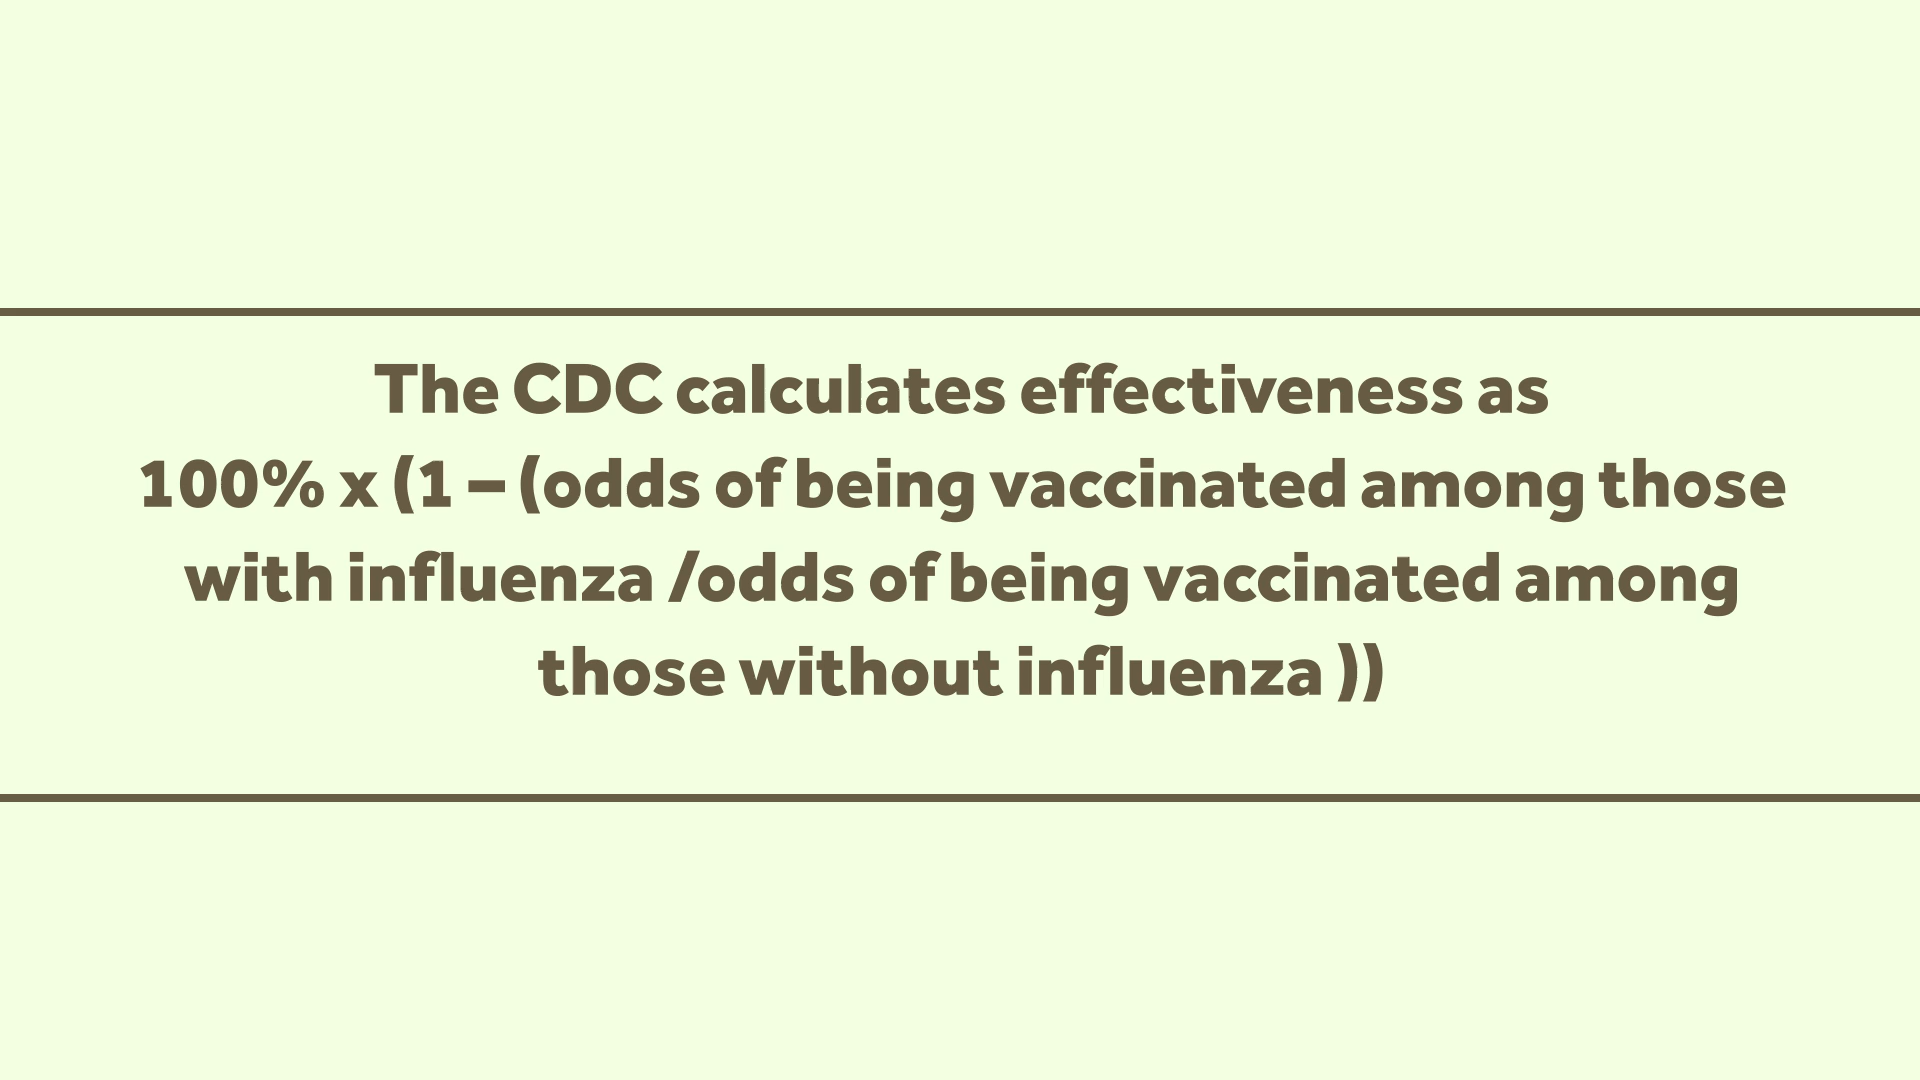 The CDC calculates effectiveness as
100% x (1 – (odds of being vaccinated among those
with influenza /odds of being vaccinated among
those without influenza ))